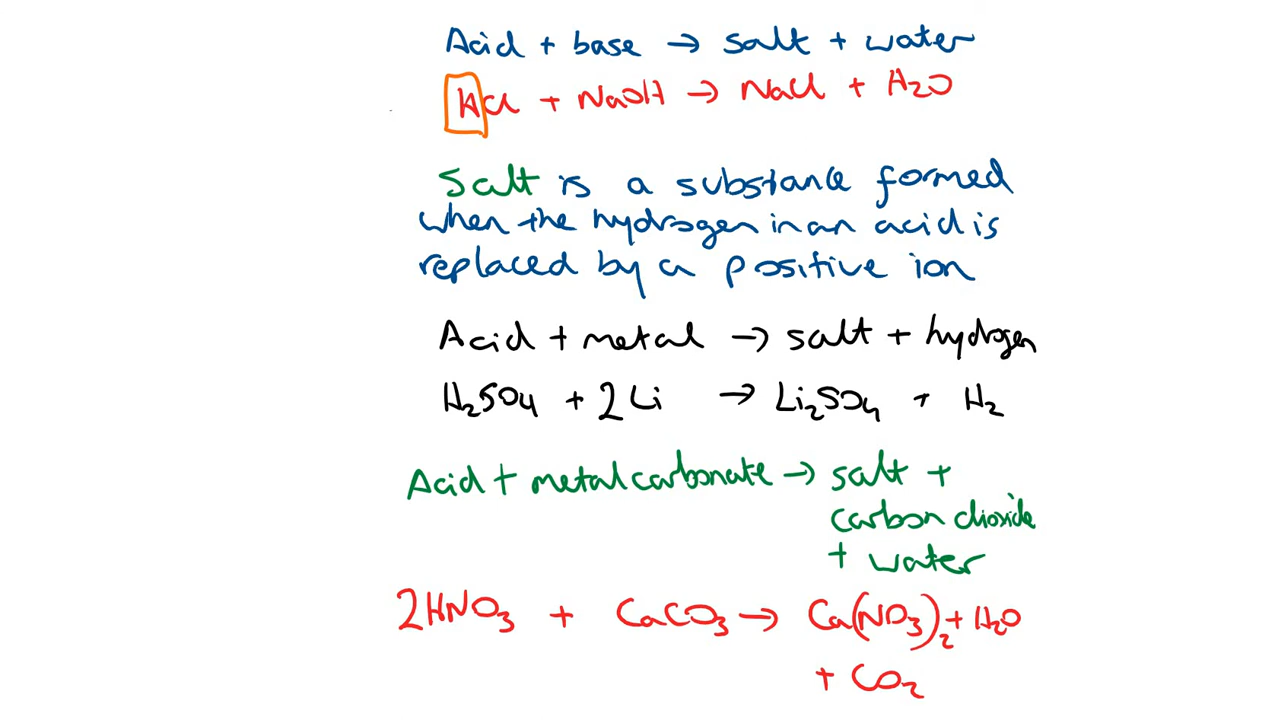 Acid + base → salt + water
HCl + NaOH → NaCl + H₂O
Salt is a substance formed
when the hydrogen in an acid is
replaced by a positive ion
Acid + metal → salt + hydrogen
H₂SO₄ + 2Li → Li₂SO₄ + H₂
Acid + metal carbonate → salt +
carbon dioxide
+ water
2HNO₃ + CaCO₃ → Ca(NO₃)₂ + H₂O
+ CO₂